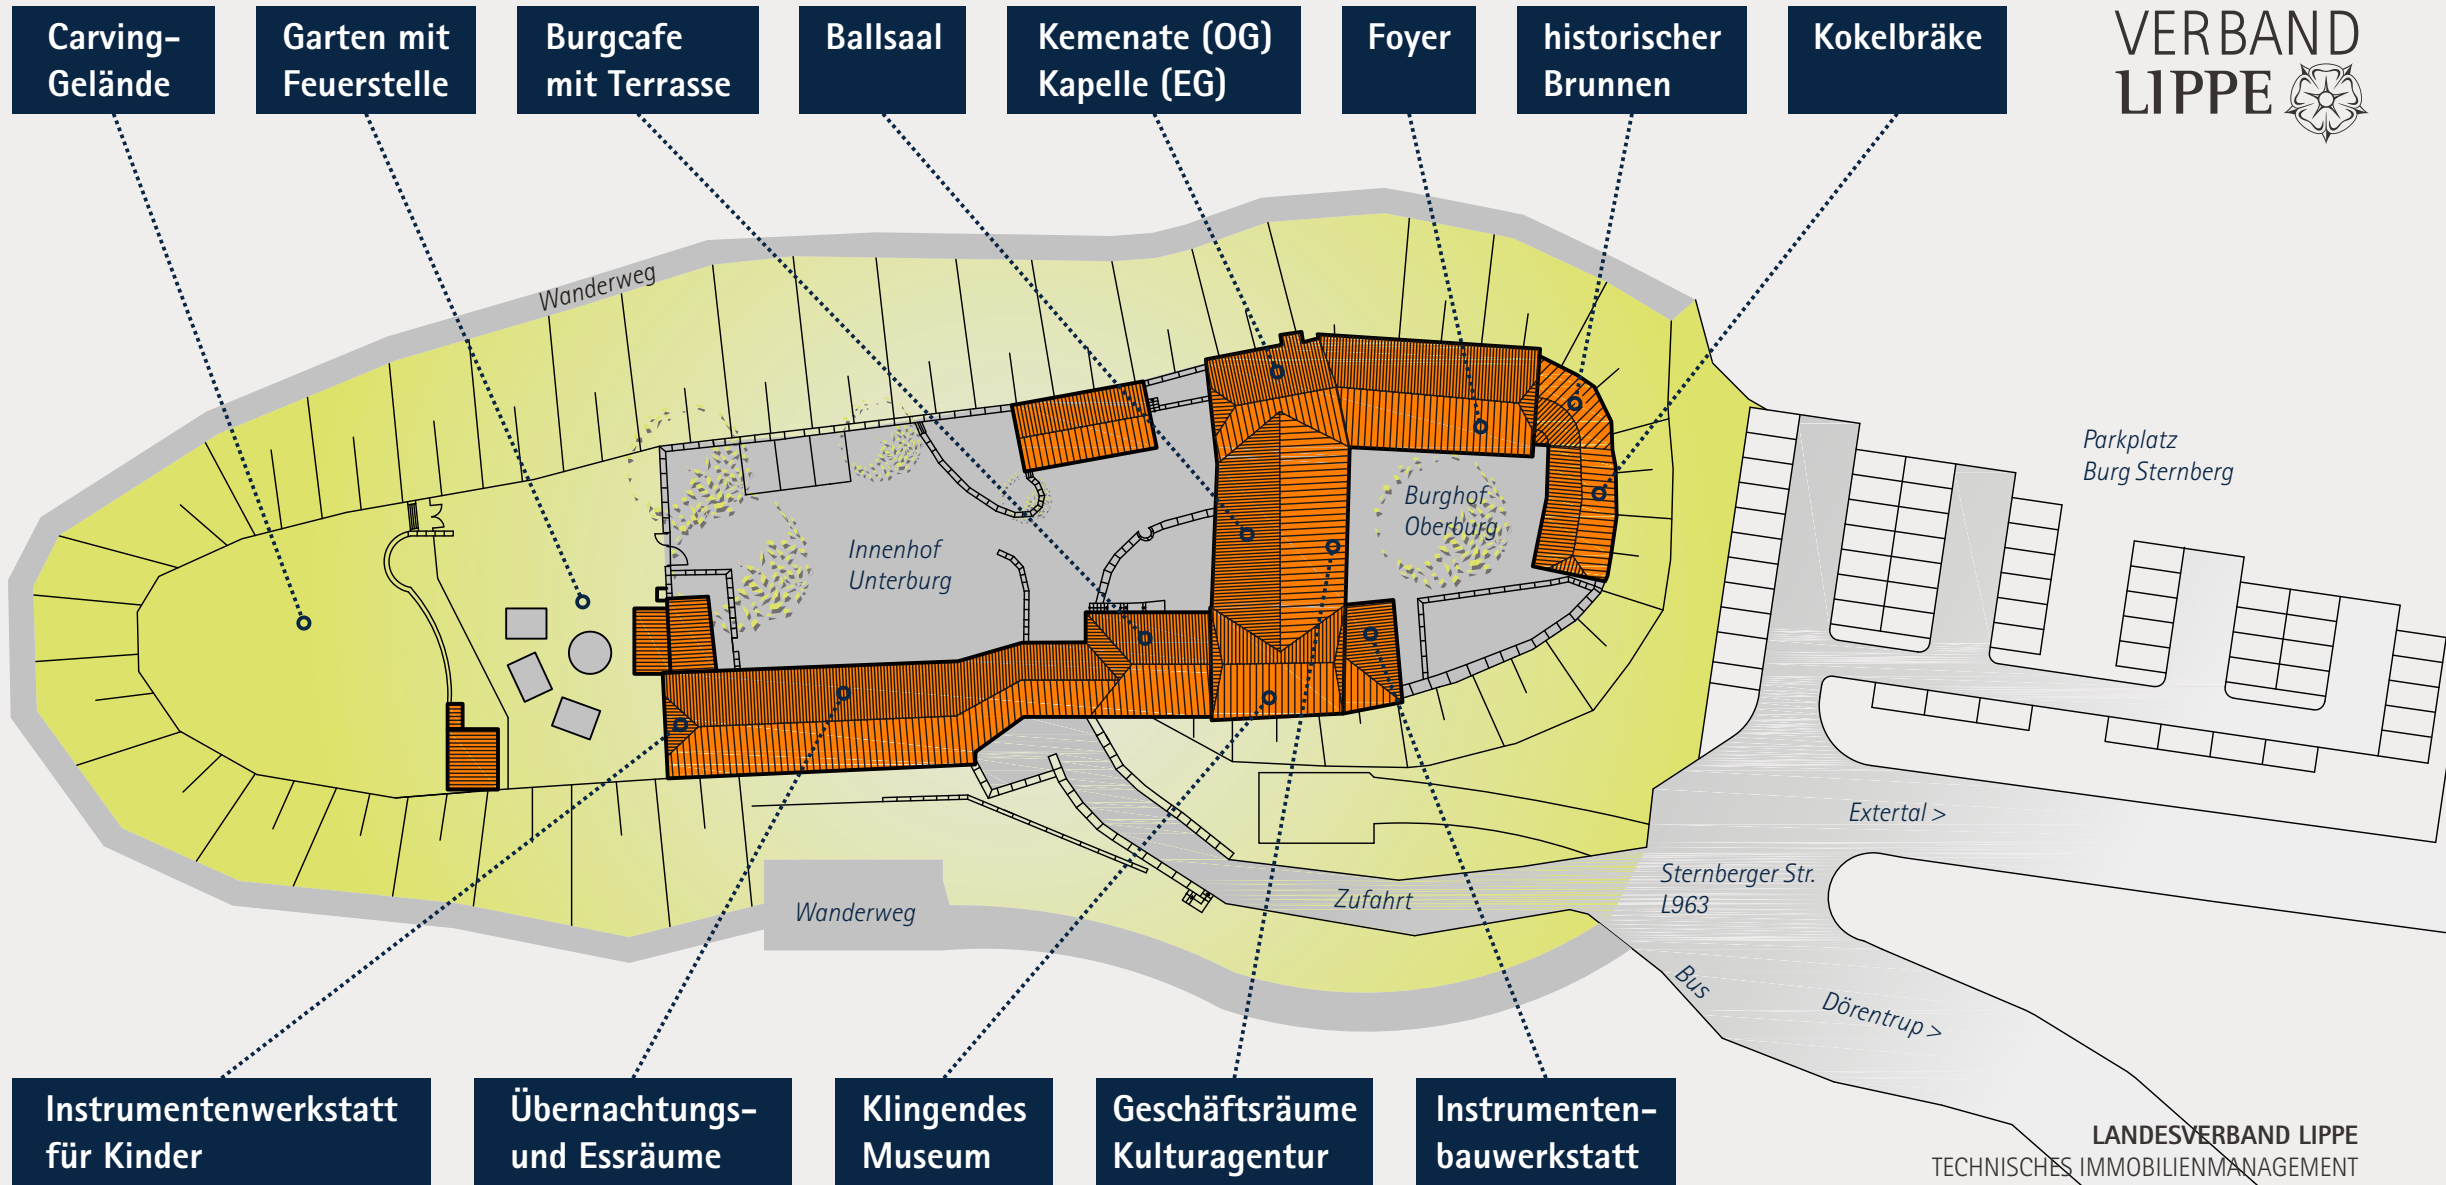 Carving-
Gelände
Garten mit
Feuerstelle
Burgcafe
mit Terrasse
Ballsaal
Kemenate (OG)
Kapelle (EG)
Foyer
historischer
Brunnen
Kokelbräke
VERBAND
LIPPE
Wanderweg
Parkplatz
Burg Sternberg
Burghof
Oberburg
Innenhof
Unterburg
Extertal >
Sternberger Str.
L963
Zufahrt
Wanderweg
Bus
Dörentrup >
Instrumentenwerkstatt
für Kinder
Übernachtungs-
und Essräume
Klingendes
Museum
Geschäftsräume
Kulturagentur
Instrumenten-
bauwerkstatt
LANDESVERBAND LIPPE
TECHNISCHES IMMOBILIENMANAGEMENT